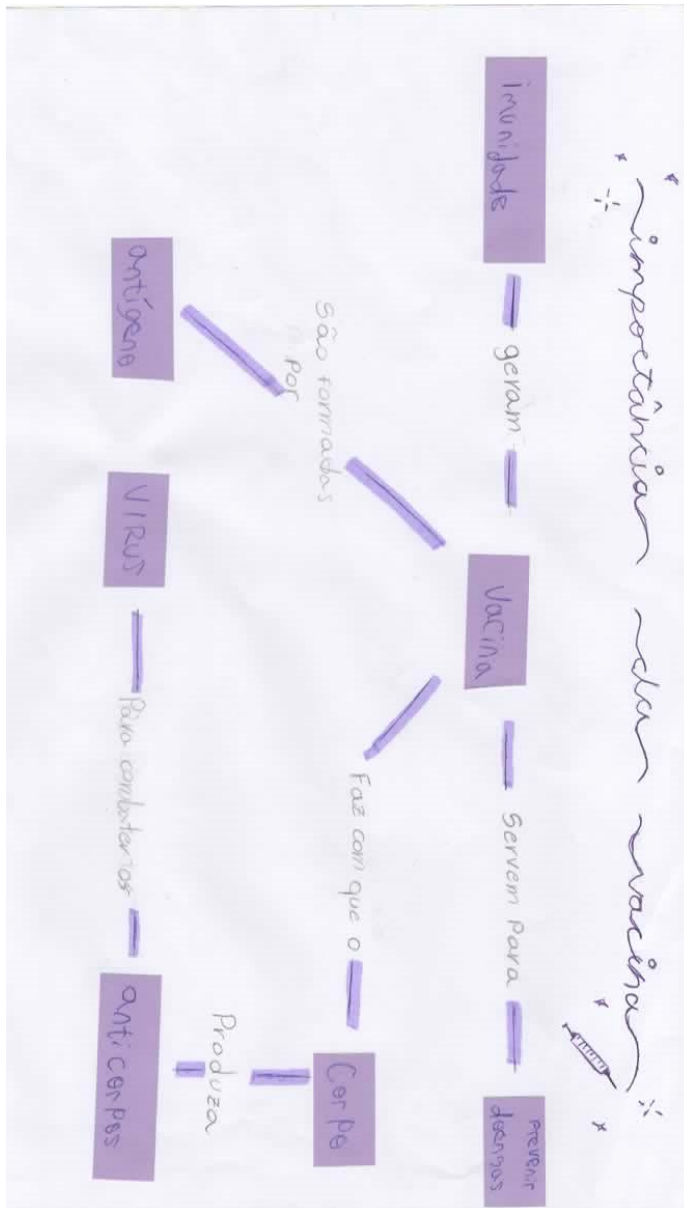 importância da vacina
imunidade
geram
Vacina
Servem Para
Prevenir
doenças
São formadas
por
antígeno
Faz com que o
Corpo
Produza
anticorpos
Para combater os
VIRUS